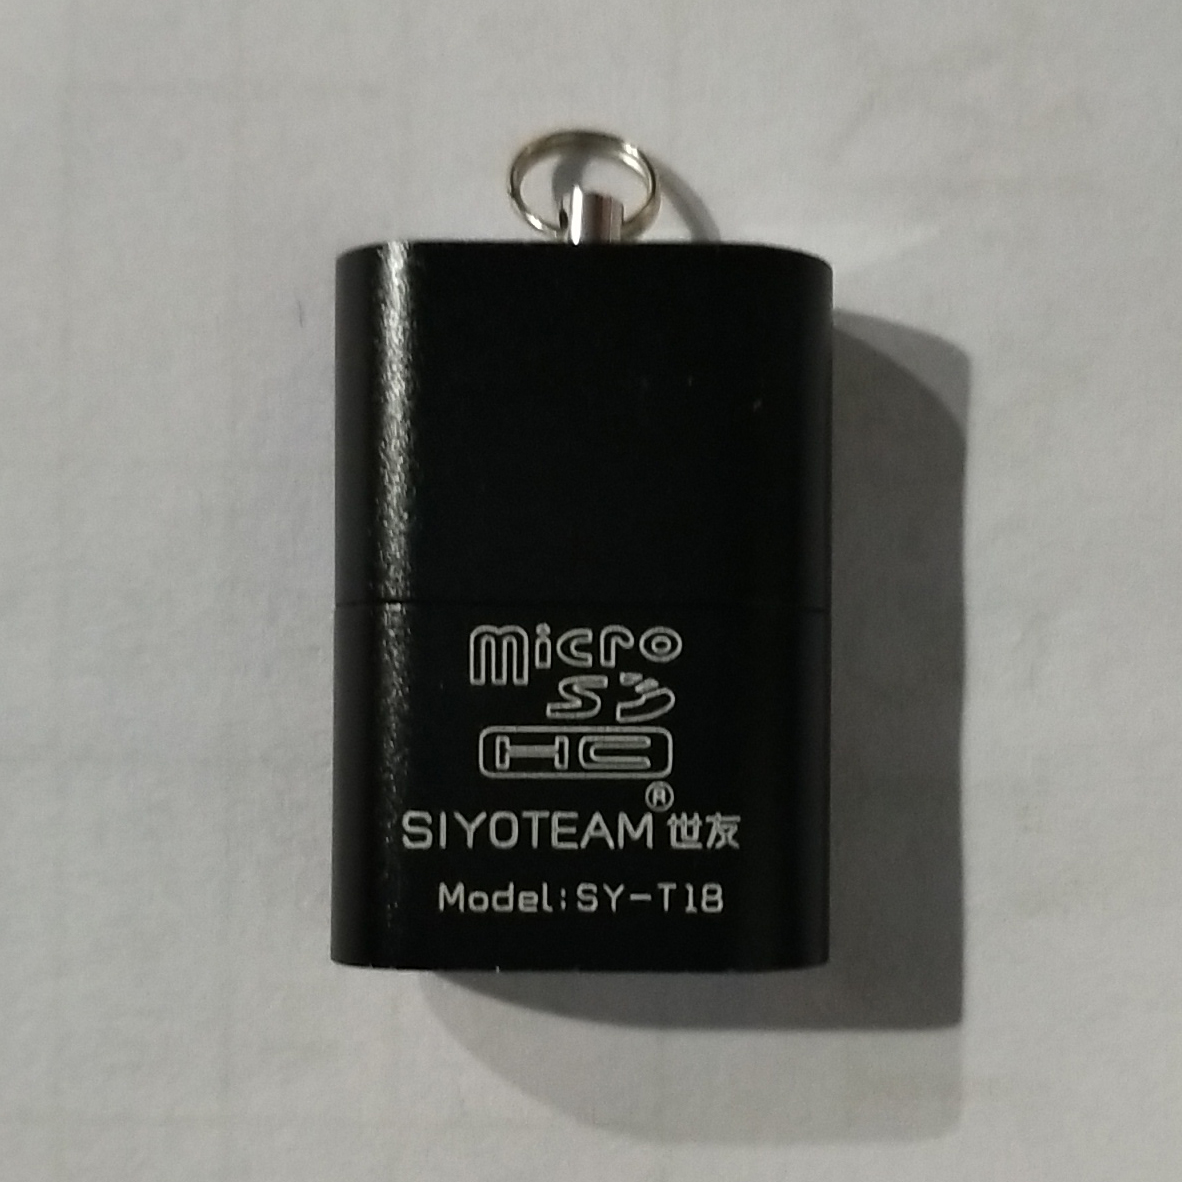 micro
SD
HC
®
SIYOTEAM 世友
Model:SY-T18